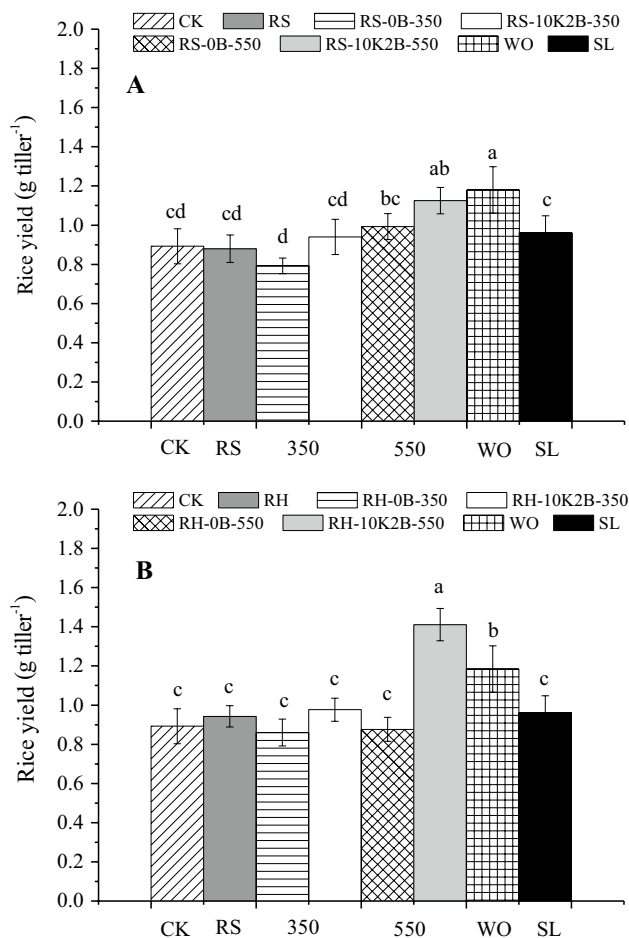 CK RS RS-0B-350 RS-10K2B-350
RS-0B-550 RS-10K2B-550 WO SL
A
2.0
1.8
1.6
1.4
1.2
1.0
0.8
0.6
0.4
0.2
0.0
Rice yield (g tiller⁻¹)
cd cd d cd bc ab a c
CK RS 350 550 WO SL
CK RH RH-0B-350 RH-10K2B-350
RH-0B-550 RH-10K2B-550 WO SL
B
2.0
1.8
1.6
1.4
1.2
1.0
0.8
0.6
0.4
0.2
0.0
Rice yield (g tiller⁻¹)
c c c c c a b c
CK RS 350 550 WO SL